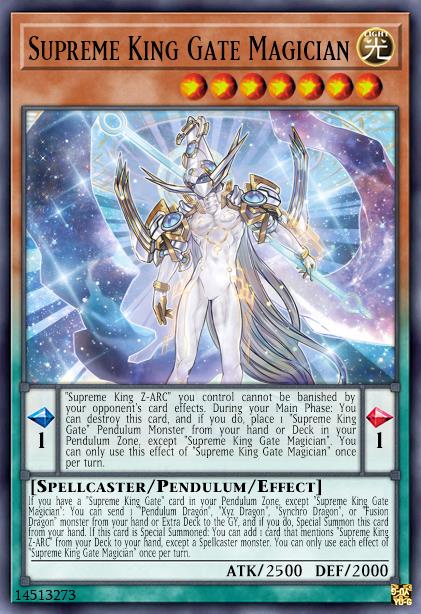 SUPREME KING GATE MAGICIAN
LIGHT
光
"Supreme King Z-ARC" you control cannot be banished
by your opponent's card effects. During your Main Phase: You
can destroy this card, and if you do, place 1 "Supreme King
Gate" Pendulum Monster from your hand or Deck in your
Pendulum Zone, except "Supreme King Gate Magician". You
can only use this effect of "Supreme King Gate Magician" once
per turn.
1
1
[SPELLCASTER/PENDULUM/EFFECT]
If you have a "Supreme King Gate" card in your Pendulum Zone, except "Supreme King Gate
Magician": You can send 1 "Pendulum Dragon", "Xyz Dragon", "Synchro Dragon", or "Fusion
Dragon" monster from your hand or Extra Deck to the GY, and if you do, Special Summon this card
from your hand. If this card is Special Summoned: You can add 1 card that mentions "Supreme King
Z-ARC" from your Deck to your hand, except a Spellcaster monster. You can only use each effect of
"Supreme King Gate Magician" once per turn.
ATK/2500 DEF/2000
14513273